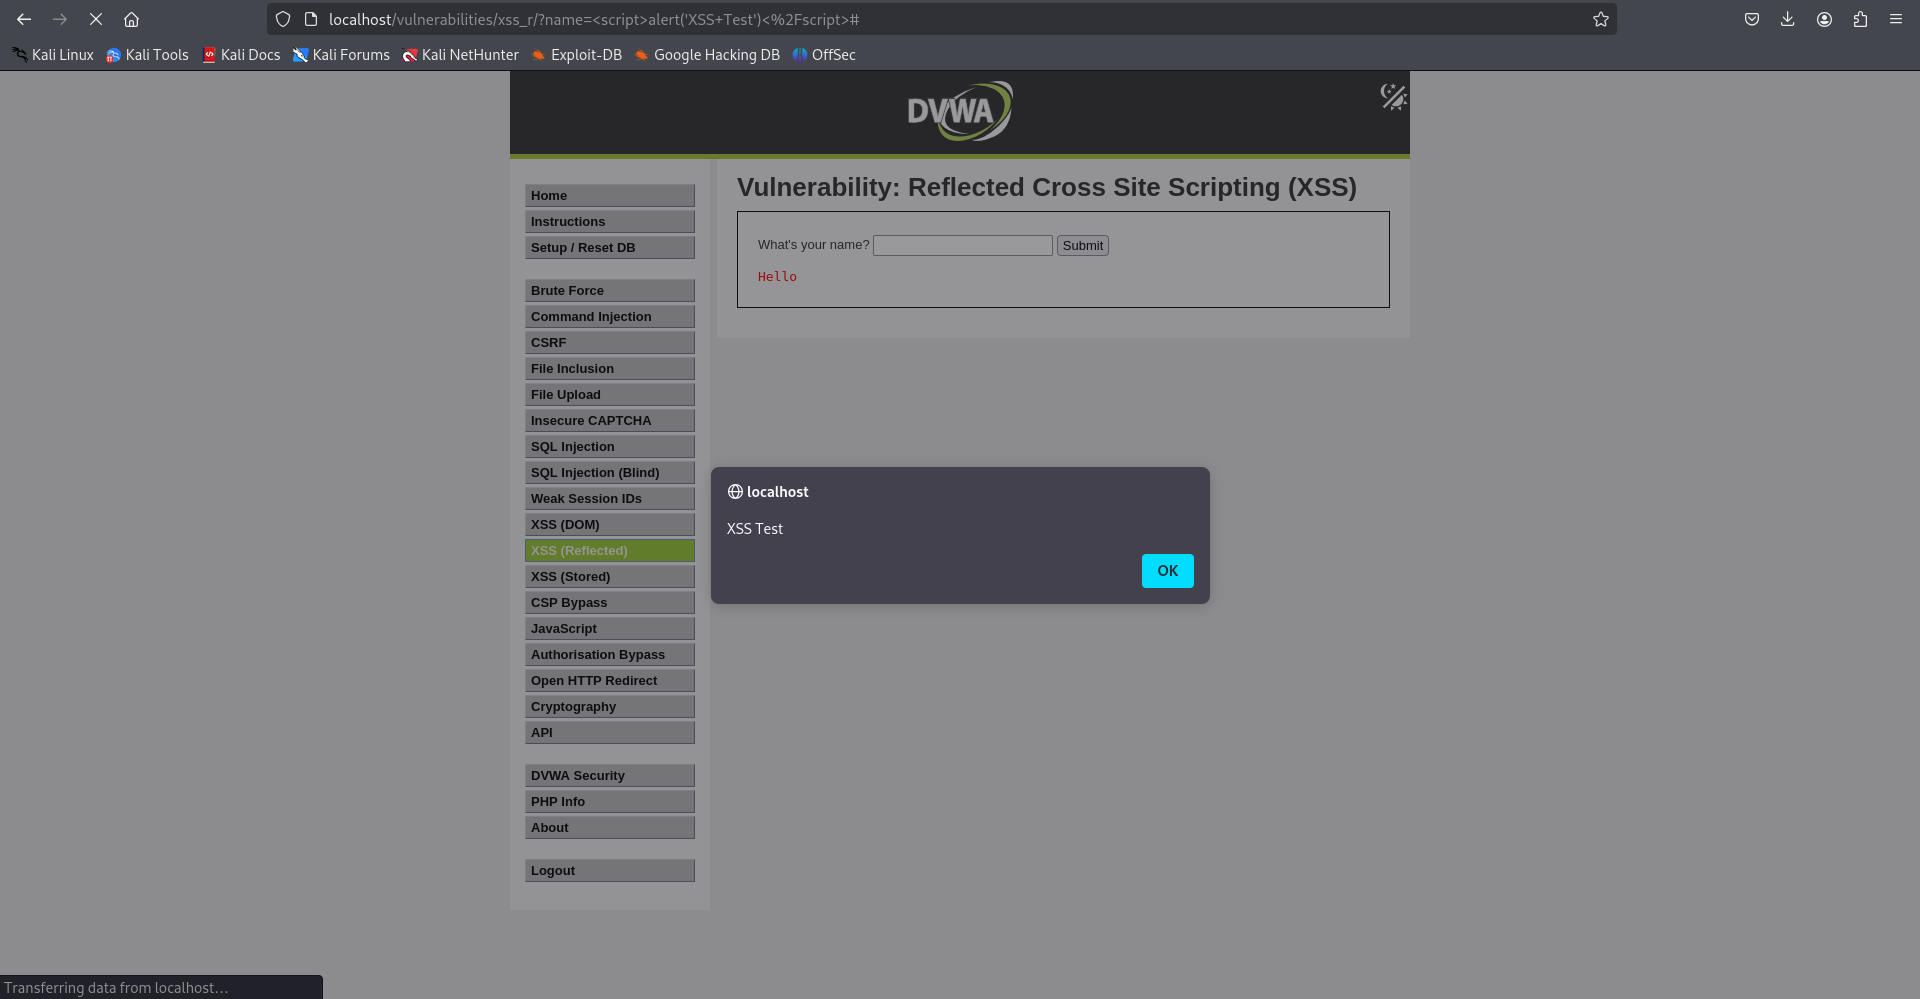 localhost/vulnerabilities/xss_r/?name=<script>alert('XSS+Test')<%2Fscript>#
Kali Linux Kali Tools Kali Docs Kali Forums Kali NetHunter Exploit-DB Google Hacking DB OffSec
DVWA
Home
Instructions
Setup / Reset DB
Brute Force
Command Injection
CSRF
File Inclusion
File Upload
Insecure CAPTCHA
SQL Injection
SQL Injection (Blind)
Weak Session IDs
XSS (DOM)
XSS (Reflected)
XSS (Stored)
CSP Bypass
JavaScript
Authorisation Bypass
Open HTTP Redirect
Cryptography
API
DVWA Security
PHP Info
About
Logout
Vulnerability: Reflected Cross Site Scripting (XSS)
What's your name? Submit
Hello
localhost
XSS Test
OK
Transferring data from localhost…